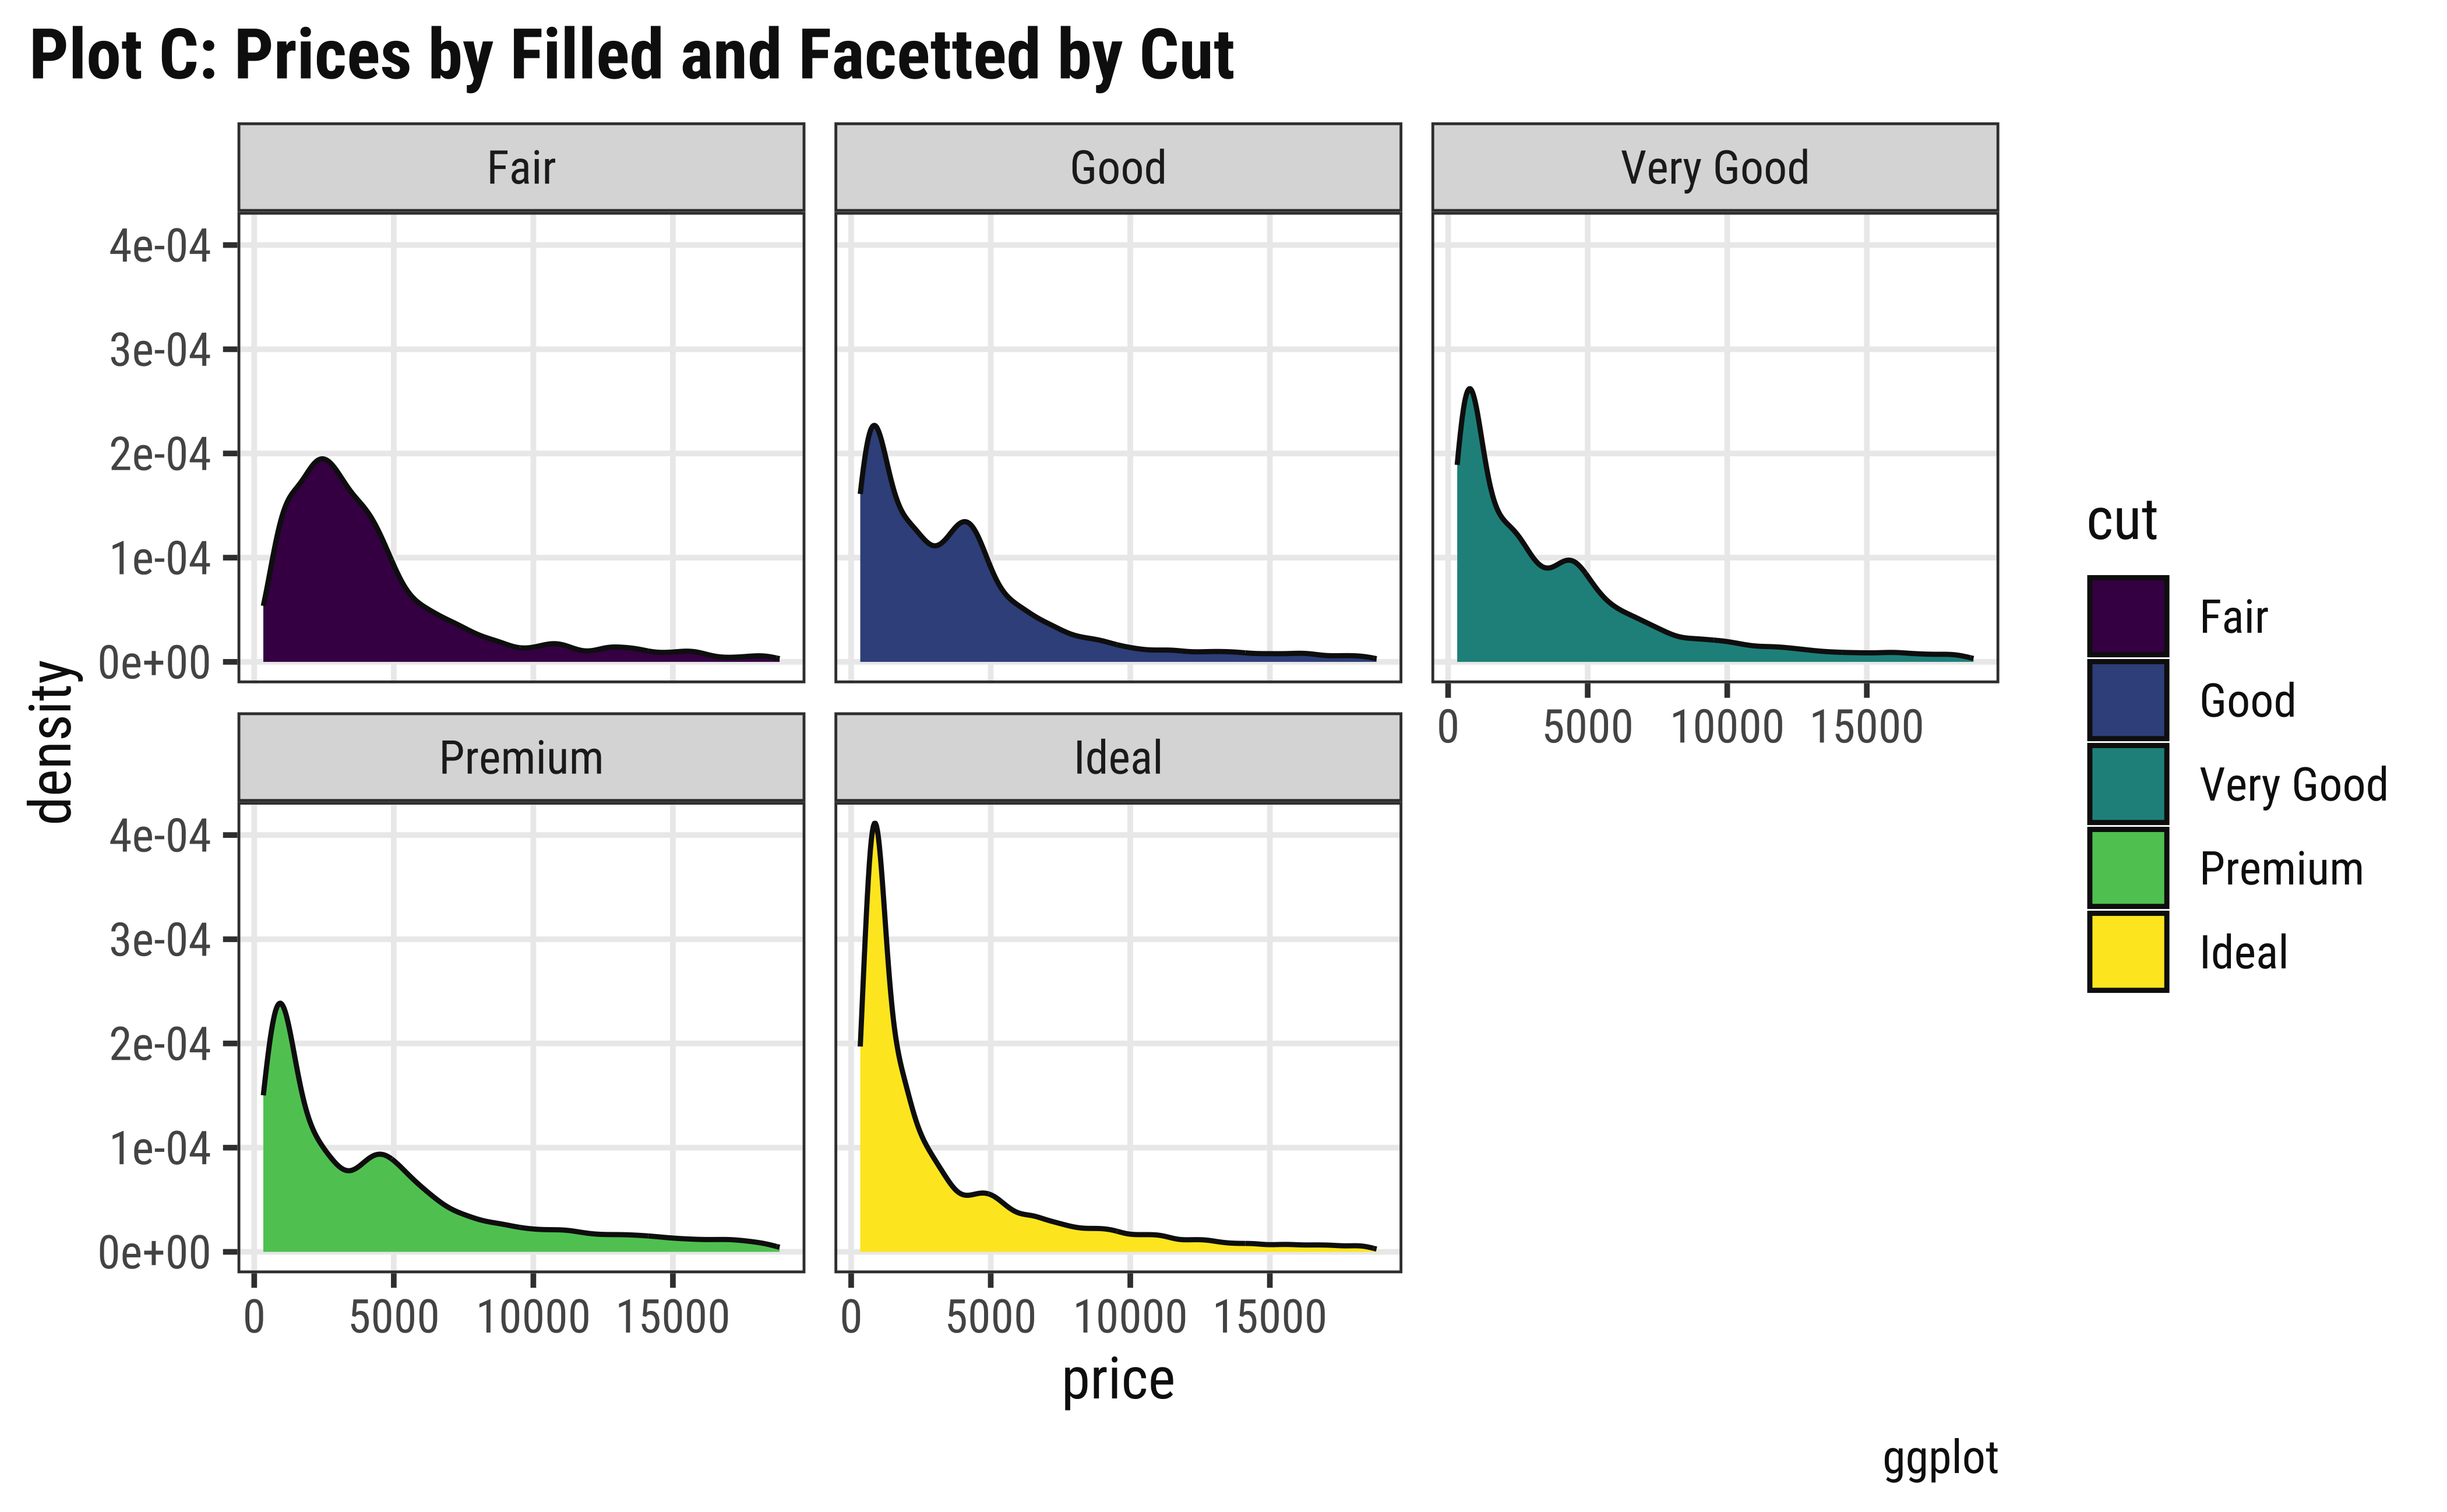 Plot C: Prices by Filled and Facetted by Cut
Fair
Good
Very Good
4e-04
3e-04
2e-04
1e-04
0e+00
0 5000 10000 15000
density
Premium
Ideal
4e-04
3e-04
2e-04
1e-04
0e+00
0 5000 10000 15000
0 5000 10000 15000
price
cut
Fair
Good
Very Good
Premium
Ideal
ggplot